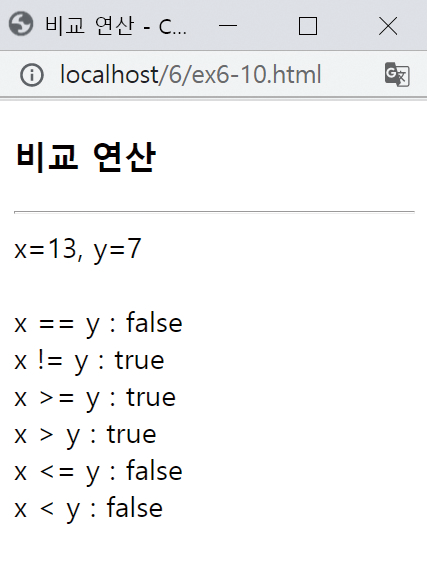 비교 연산 - C...
localhost/6/ex6-10.html
비교 연산
x=13, y=7
x == y : false
x != y : true
x >= y : true
x > y : true
x <= y : false
x < y : false